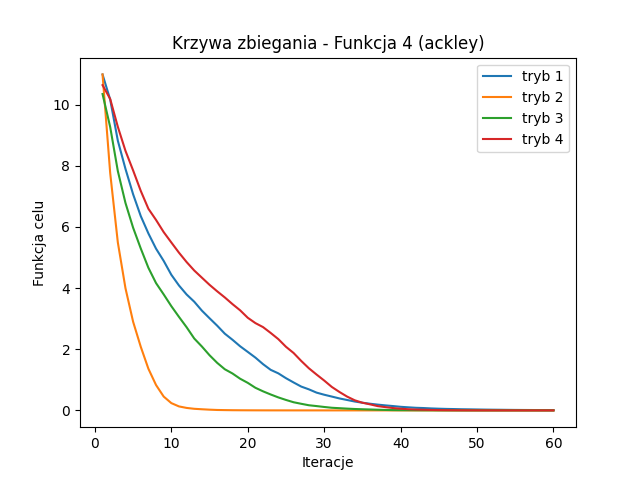 Krzywa zbiegania - Funkcja 4 (ackley)
tryb 1
tryb 2
tryb 3
tryb 4
Funkcja celu
10
8
6
4
2
0
0 10 20 30 40 50 60
Iteracje